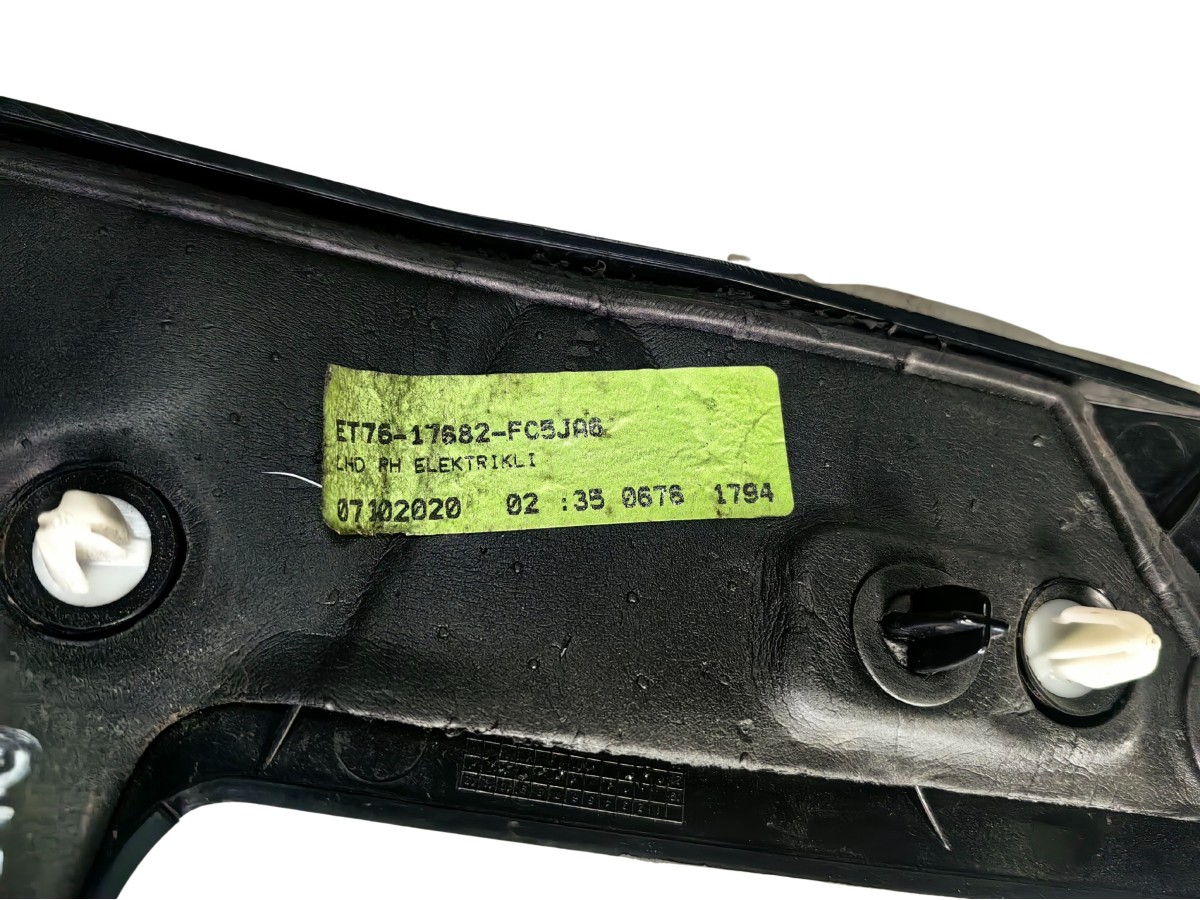 ET76-17682-FC5JA6
LHD RH ELEKTRIKLI
07102020 02 :35 0676 1794